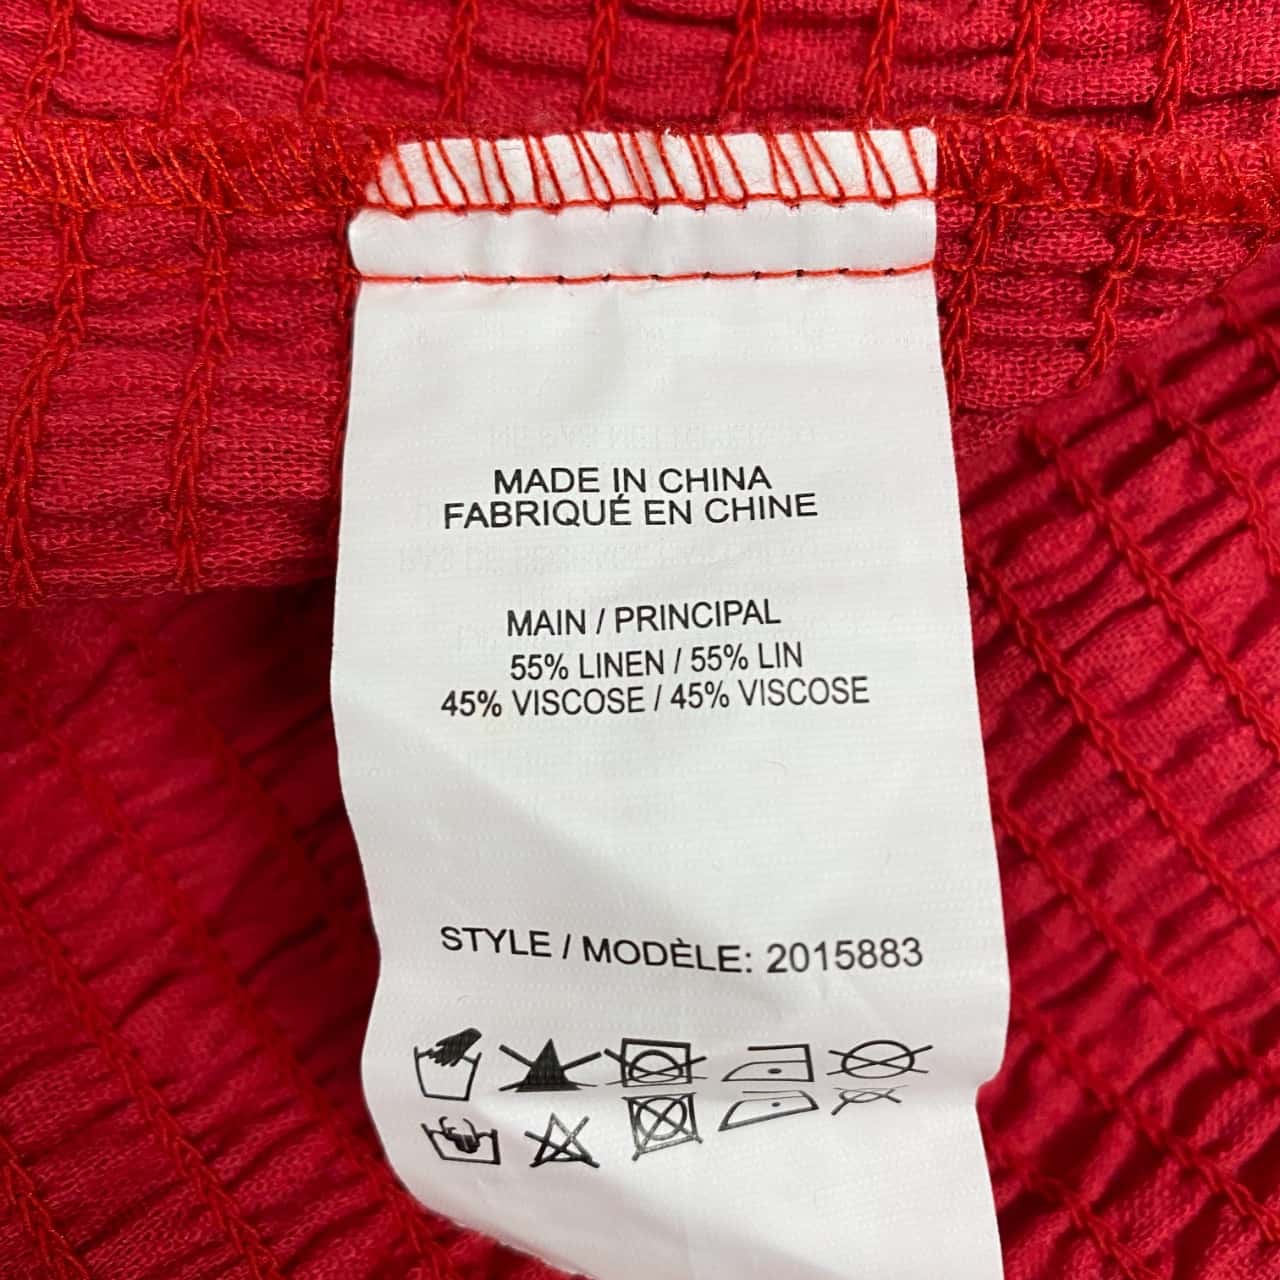 MADE IN CHINA
FABRIQUÉ EN CHINE
MAIN / PRINCIPAL
55% LINEN / 55% LIN
45% VISCOSE / 45% VISCOSE
STYLE / MODÈLE: 2015883